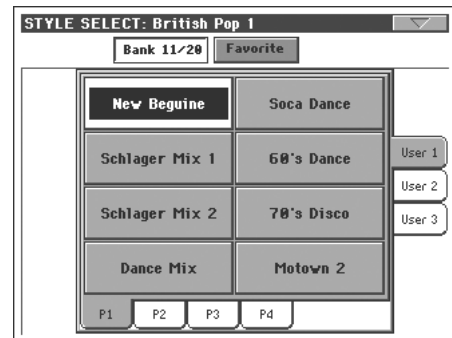 STYLE SELECT: British Pop 1
Bank 11/20 Favorite
New Beguine Soca Dance
Schlager Mix 1 60's Dance
User 1
User 2
Schlager Mix 2 70's Disco
User 3
Dance Mix Motown 2
P1 P2 P3 P4